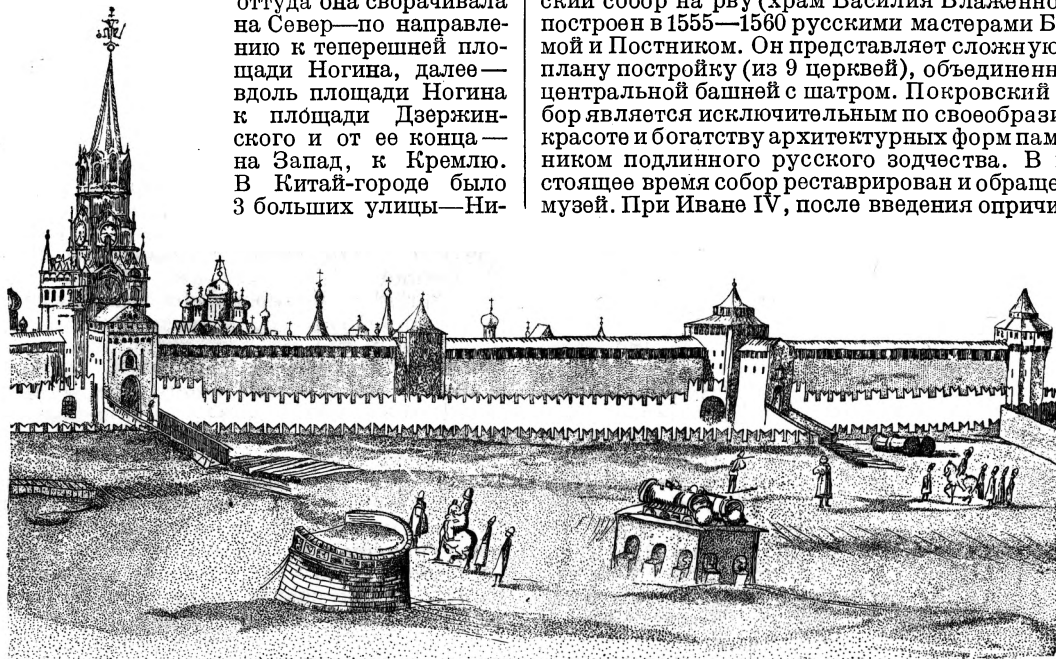 оттуда она сворачивала
на Север—по направле-
нию к теперешней пло-
щади Ногина, далее—
вдоль площади Ногина
к площади Дзержин-
ского и от ее конца—
на Запад, к Кремлю.
В Китай-городе было
3 больших улицы—Ни-
ский собор на рву (храм Василия Блаженно
построен в 1555—1560 русскими мастерами Б
мой и Постником. Он представляет сложную
плану постройку (из 9 церквей), объединенн
центральной башней с шатром. Покровский
бор является исключительным по своеобрази
красоте и богатству архитектурных форм пам
ником подлинного русского зодчества. В
стоящее время собор реставрирован и обраще
музей. При Иване IV, после введения опричн